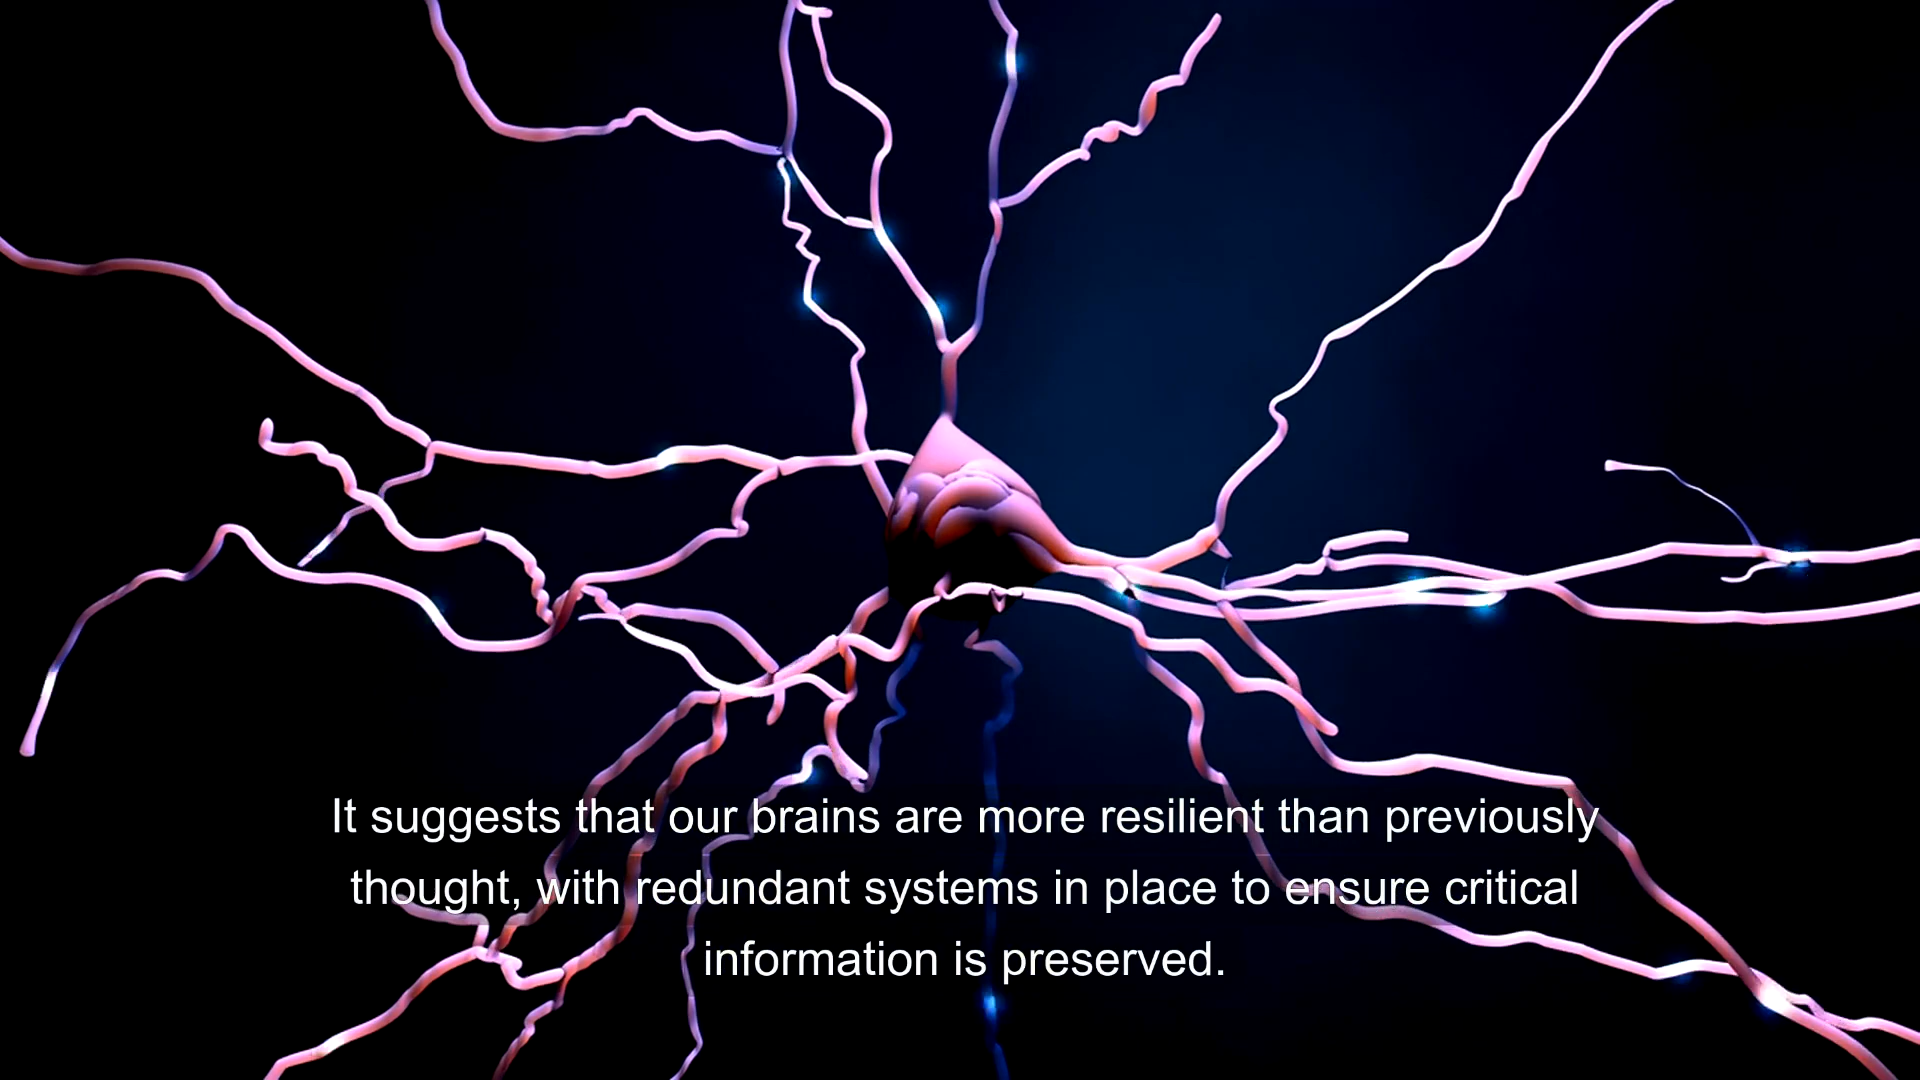 It suggests that our brains are more resilient than previously
thought, with redundant systems in place to ensure critical
information is preserved.